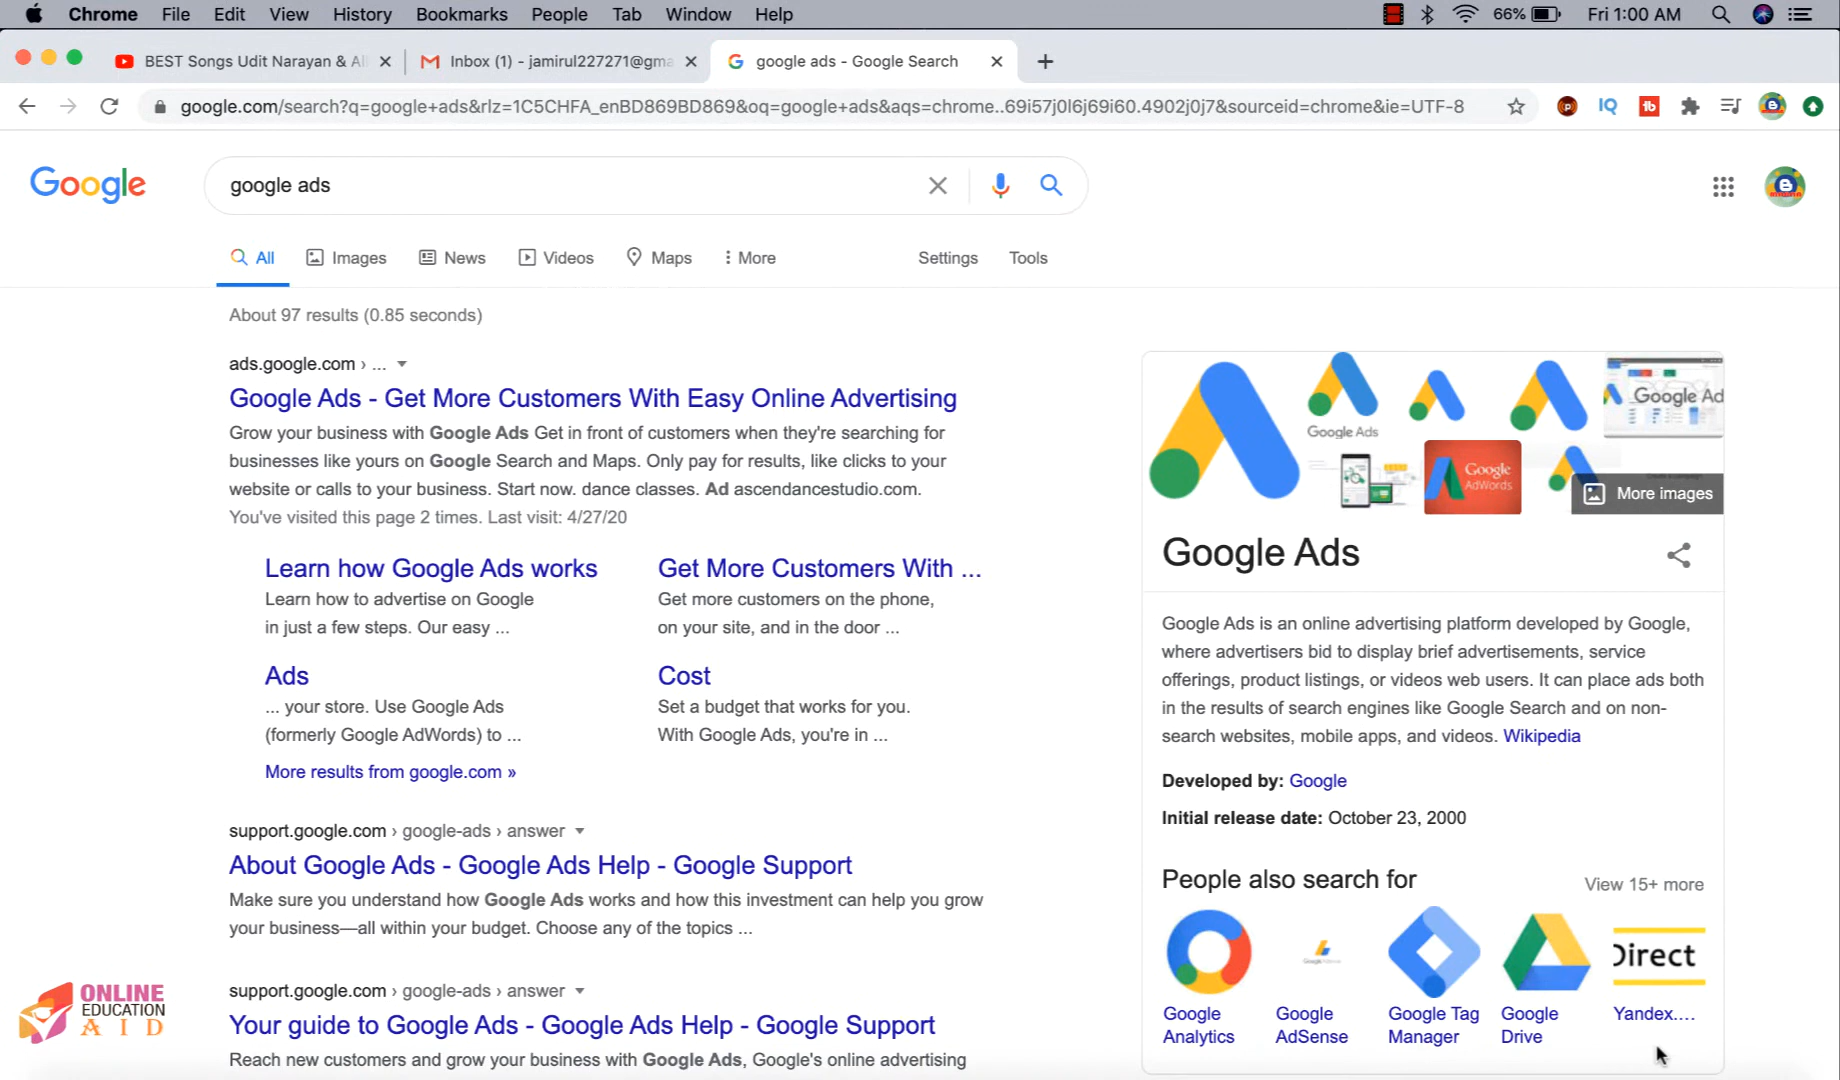 Chrome File Edit View History Bookmarks People Tab Window Help 66% Fri 1:00 AM
BEST Songs Udit Narayan & Al
Inbox (1) - jamirul227271@gma
google ads - Google Search
google.com/search?q=google+ads&rlz=1C5CHFA_enBD869BD869&oq=google+ads&aqs=chrome..69i57j0l6j69i60.4902j0j7&sourceid=chrome&ie=UTF-8
Google
google ads
All Images News Videos Maps More Settings Tools
About 97 results (0.85 seconds)
ads.google.com › ...
Google Ads - Get More Customers With Easy Online Advertising
Grow your business with Google Ads Get in front of customers when they're searching for
businesses like yours on Google Search and Maps. Only pay for results, like clicks to your
website or calls to your business. Start now. dance classes. Ad ascendancestudio.com.
You've visited this page 2 times. Last visit: 4/27/20
Learn how Google Ads works
Learn how to advertise on Google
in just a few steps. Our easy ...
Get More Customers With ...
Get more customers on the phone,
on your site, and in the door ...
Ads
... your store. Use Google Ads
(formerly Google AdWords) to ...
Cost
Set a budget that works for you.
With Google Ads, you're in ...
More results from google.com »
support.google.com › google-ads › answer
About Google Ads - Google Ads Help - Google Support
Make sure you understand how Google Ads works and how this investment can help you grow
your business—all within your budget. Choose any of the topics ...
support.google.com › google-ads › answer
Your guide to Google Ads - Google Ads Help - Google Support
Reach new customers and grow your business with Google Ads, Google's online advertising
Google Ads
Google Ad
Google
AdWords
More images
Google Ads
Google Ads is an online advertising platform developed by Google,
where advertisers bid to display brief advertisements, service
offerings, product listings, or videos web users. It can place ads both
in the results of search engines like Google Search and on non-
search websites, mobile apps, and videos. Wikipedia
Developed by: Google
Initial release date: October 23, 2000
People also search for
View 15+ more
Direct
Google
Analytics
Google
AdSense
Google Tag
Manager
Google
Drive
Yandex....
ONLINE
EDUCATION
AID